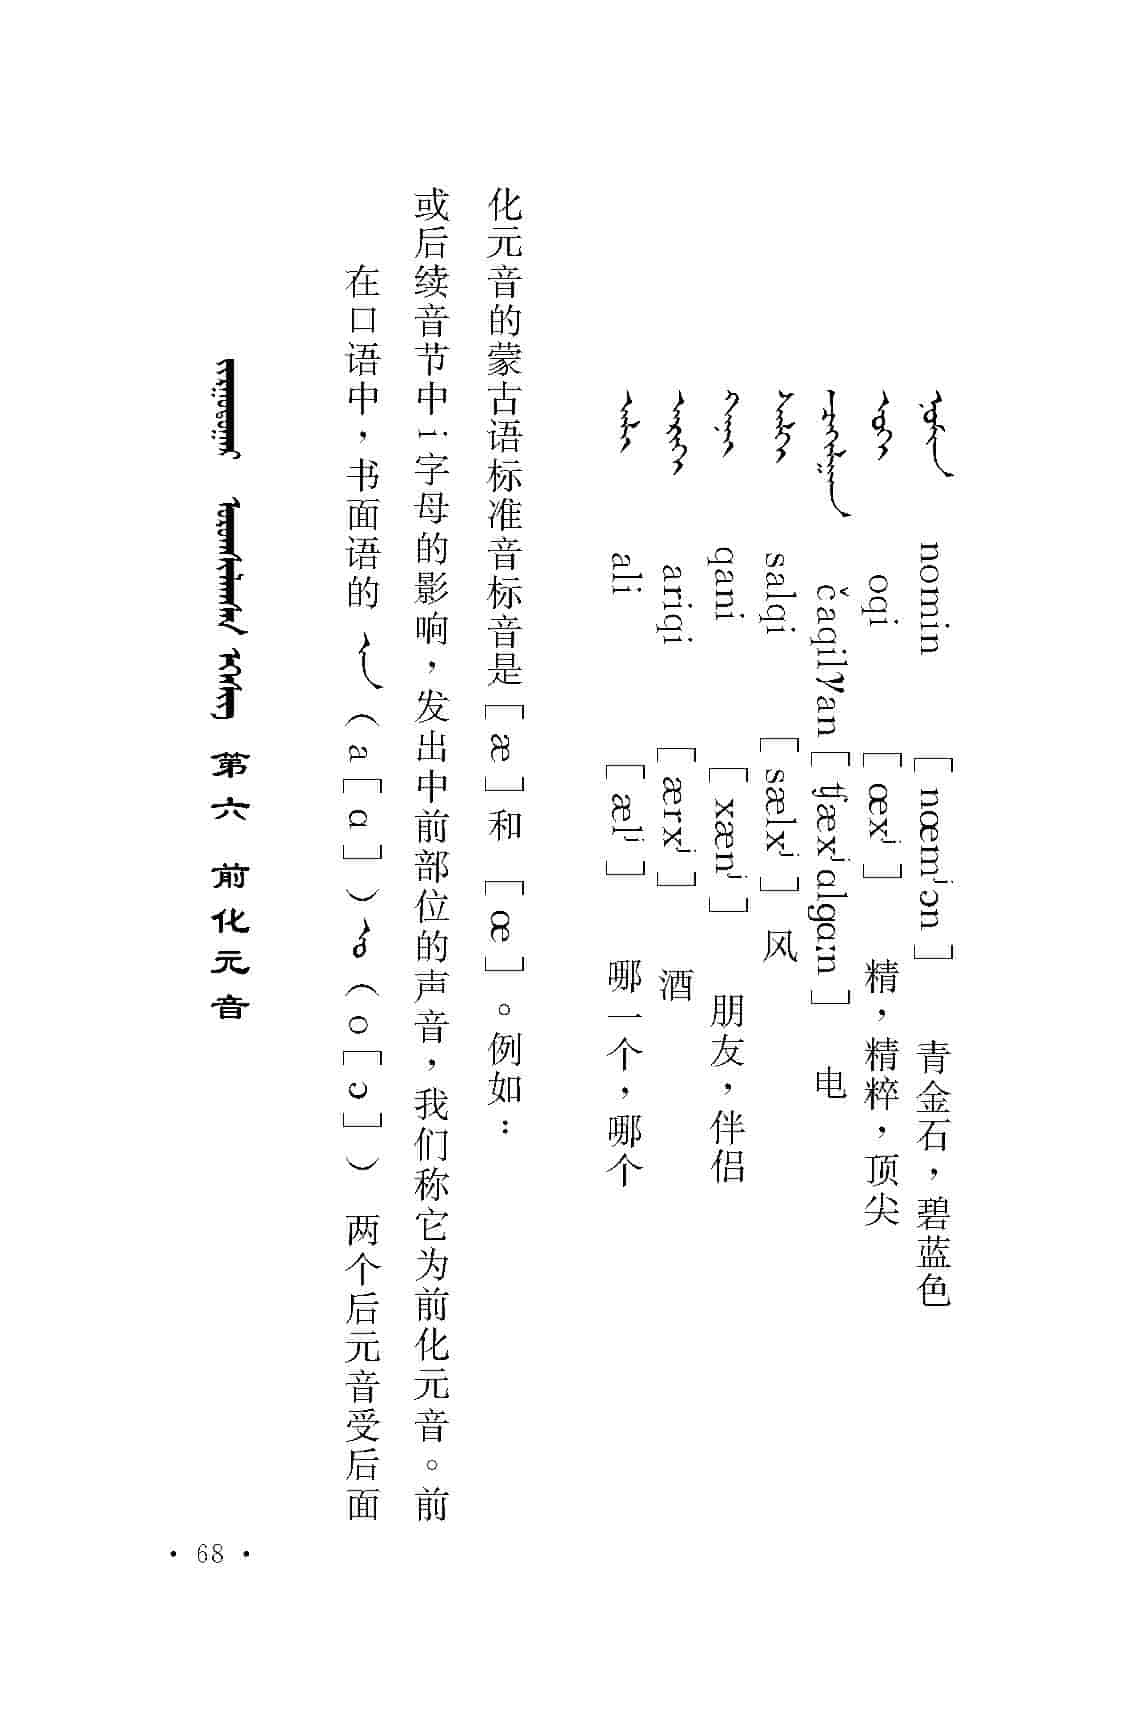 第六 前化元音
在口语中，书面语的 ᠠ（a［ɑ］）ᠣ（o［ɔ］）两个后元音受后面
或后续音节中i字母的影响，发出中前部位的声音，我们称它为前化元音。前
化元音的蒙古语标准音标音是［æ］和［œ］。例如：
ᠠᠯᠢ ali ［ælʲ］ 哪一个，哪个
ᠠᠷᠢᠬᠢ ariqi ［ærxʲ］ 酒
ᠬᠠᠨᠢ qani ［xænʲ］ 朋友，伴侣
ᠰᠠᠯᠬᠢ salqi ［sælxʲ］ 风
ᠴᠠᠬᠢᠯᠭᠠᠨ čaqilγan ［ʧæxʲɑlgɑːn］ 电
ᠣᠬᠢ oqi ［œxʲ］ 精，精粹，顶尖
ᠨᠣᠮᠢᠨ nomin ［nœmʲɔn］ 青金石，碧蓝色
· 68 ·